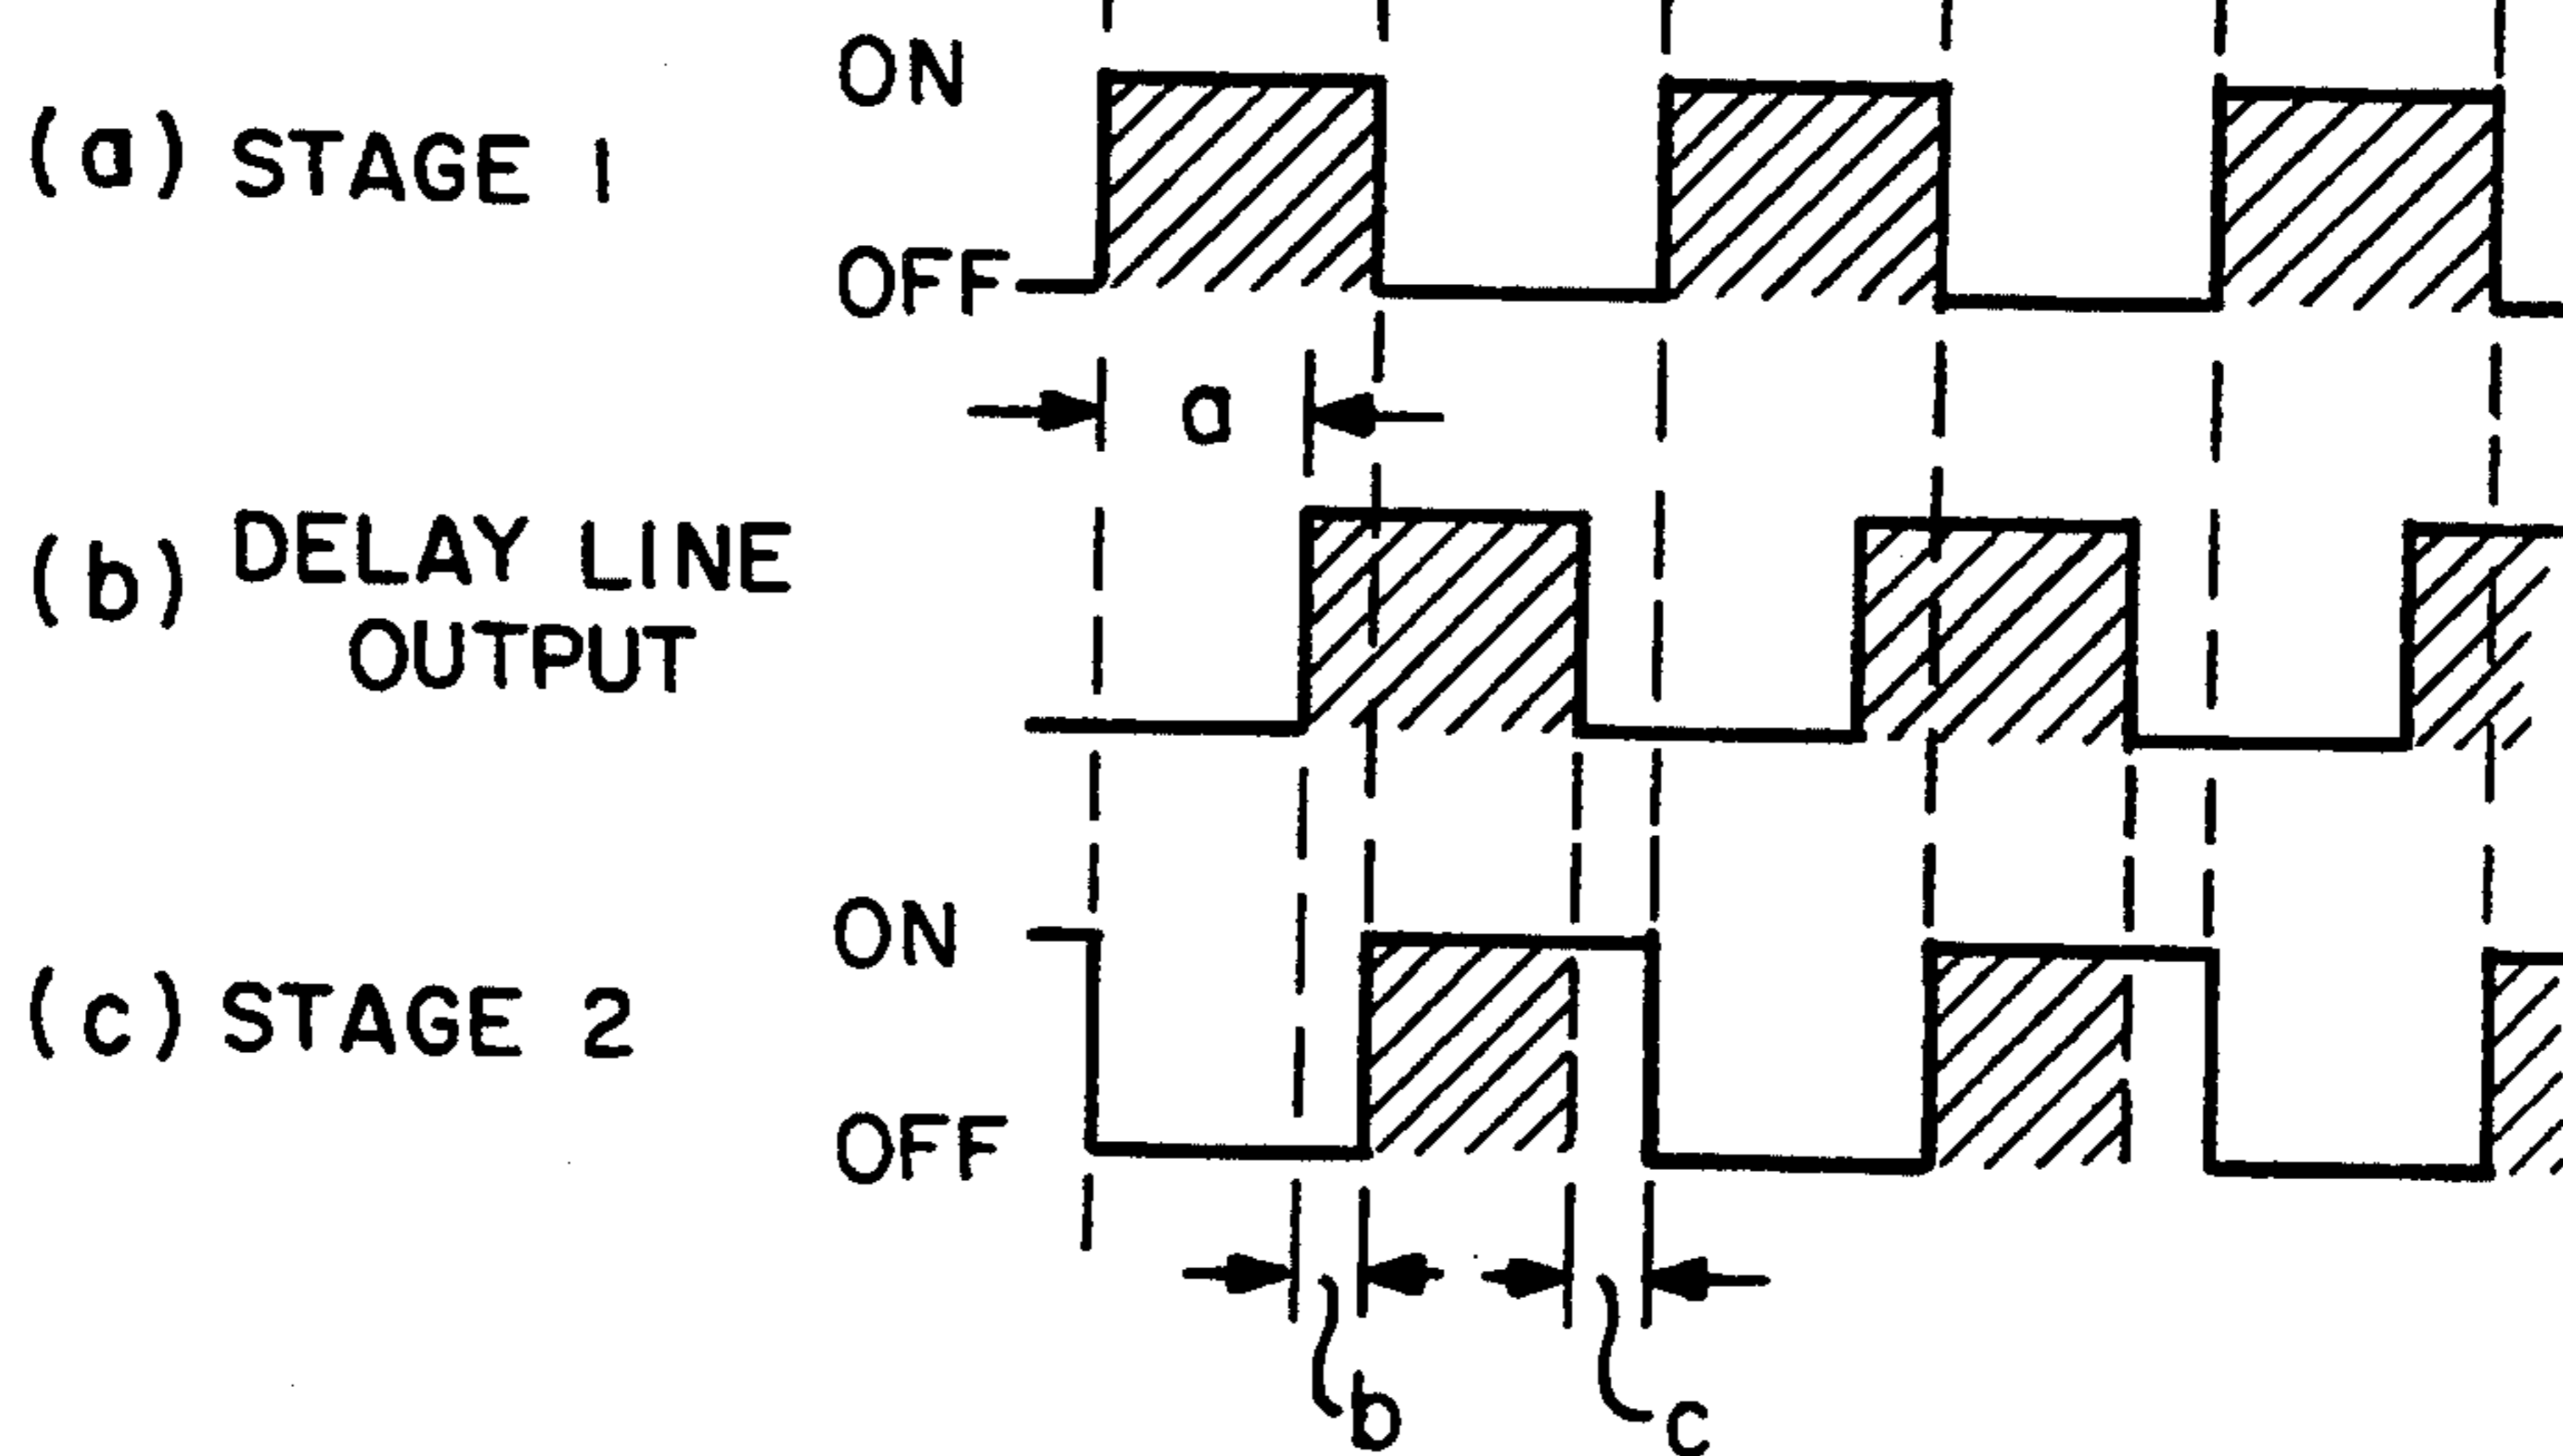 ON
(a) STAGE 1
OFF
a
(b) DELAY LINE
OUTPUT
ON
(c) STAGE 2
OFF
b
c